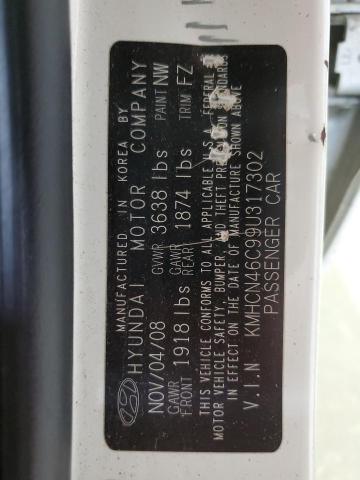 MANUFACTURED IN KOREA BY
HYUNDAI MOTOR COMPANY
NOV/04/08 GVWR 3638 lbs PAINT NW
GAWR FRONT 1918 lbs GAWR REAR 1874 lbs TRIM FZ
THIS VEHICLE CONFORMS TO ALL APPLICABLE U.S.A. FEDERAL
MOTOR VEHICLE SAFETY, BUMPER, AND THEFT PREVENTION STANDARDS
IN EFFECT ON THE DATE OF MANUFACTURE SHOWN ABOVE
V.I.N KMHCN46C99U317302
PASSENGER CAR